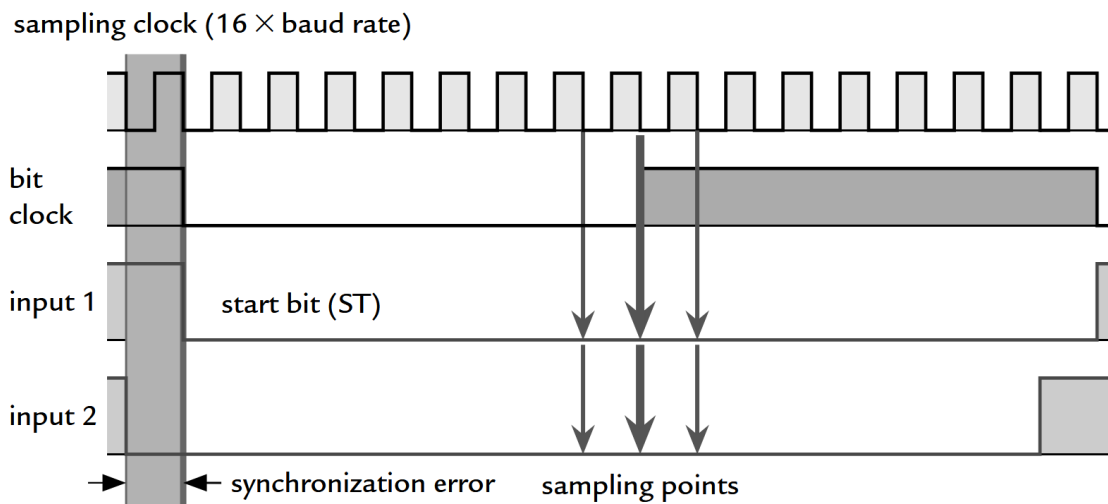 sampling clock (16 × baud rate)
bit
clock
input 1
start bit (ST)
input 2
synchronization error
sampling points